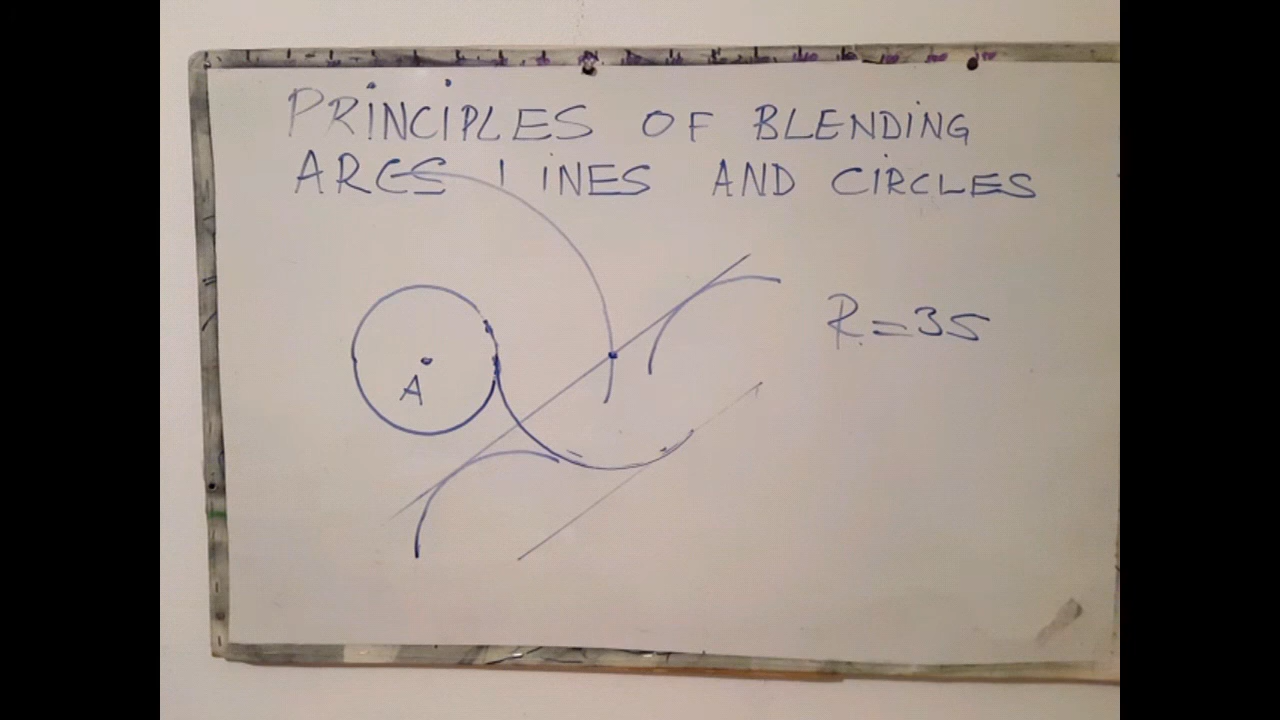 PRINCIPLES OF BLENDING
ARCS LINES AND CIRCLES
R=35
A